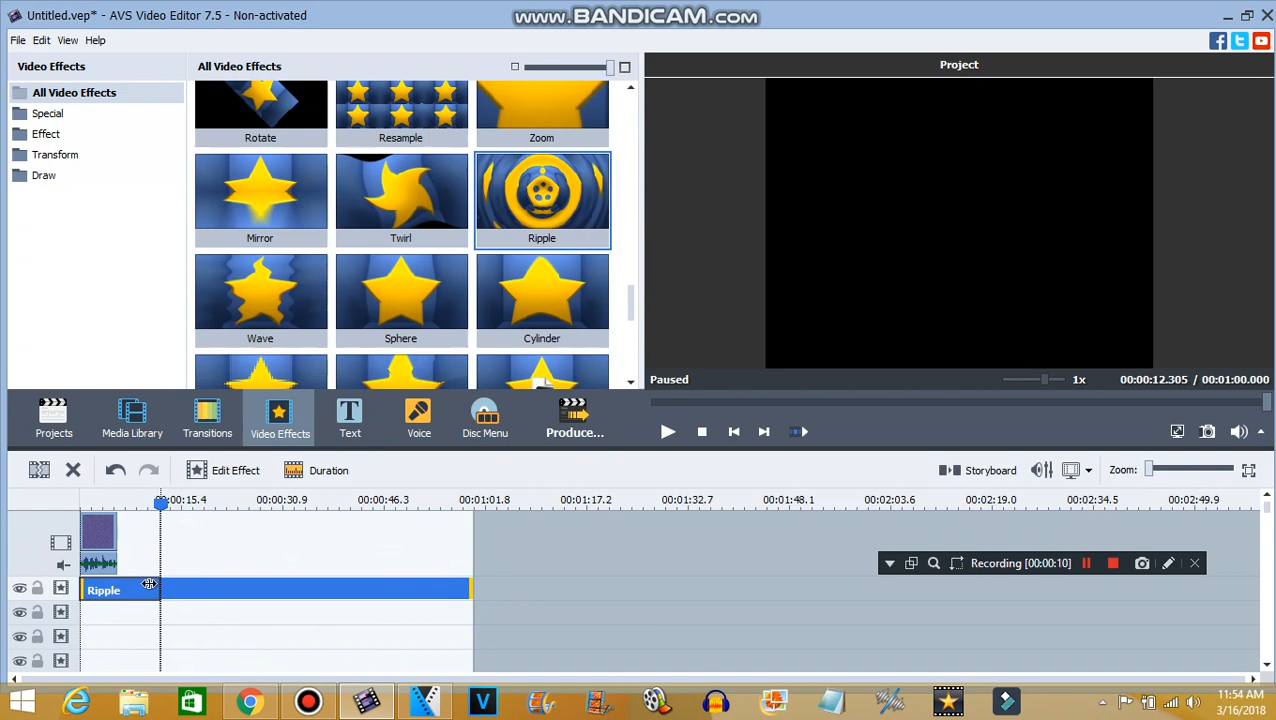 Untitled.vep* - AVS Video Editor 7.5 - Non-activated
www.BANDICAM.com
File Edit View Help
Video Effects
All Video Effects
Project
All Video Effects
Special
Effect
Transform
Draw
Rotate
Resample
Zoom
Mirror
Twirl
Ripple
Wave
Sphere
Cylinder
Paused
1x
00:00:12.305 / 00:01:00.000
Projects
Media Library
Transitions
Video Effects
Text
Voice
Disc Menu
Produce...
Edit Effect
Duration
Storyboard
Zoom:
00:00:15.4
00:00:30.9
00:00:46.3
00:01:01.8
00:01:17.2
00:01:32.7
00:01:48.1
00:02:03.6
00:02:19.0
00:02:34.5
00:02:49.9
Recording [00:00:10]
Ripple
11:54 AM
3/16/2018